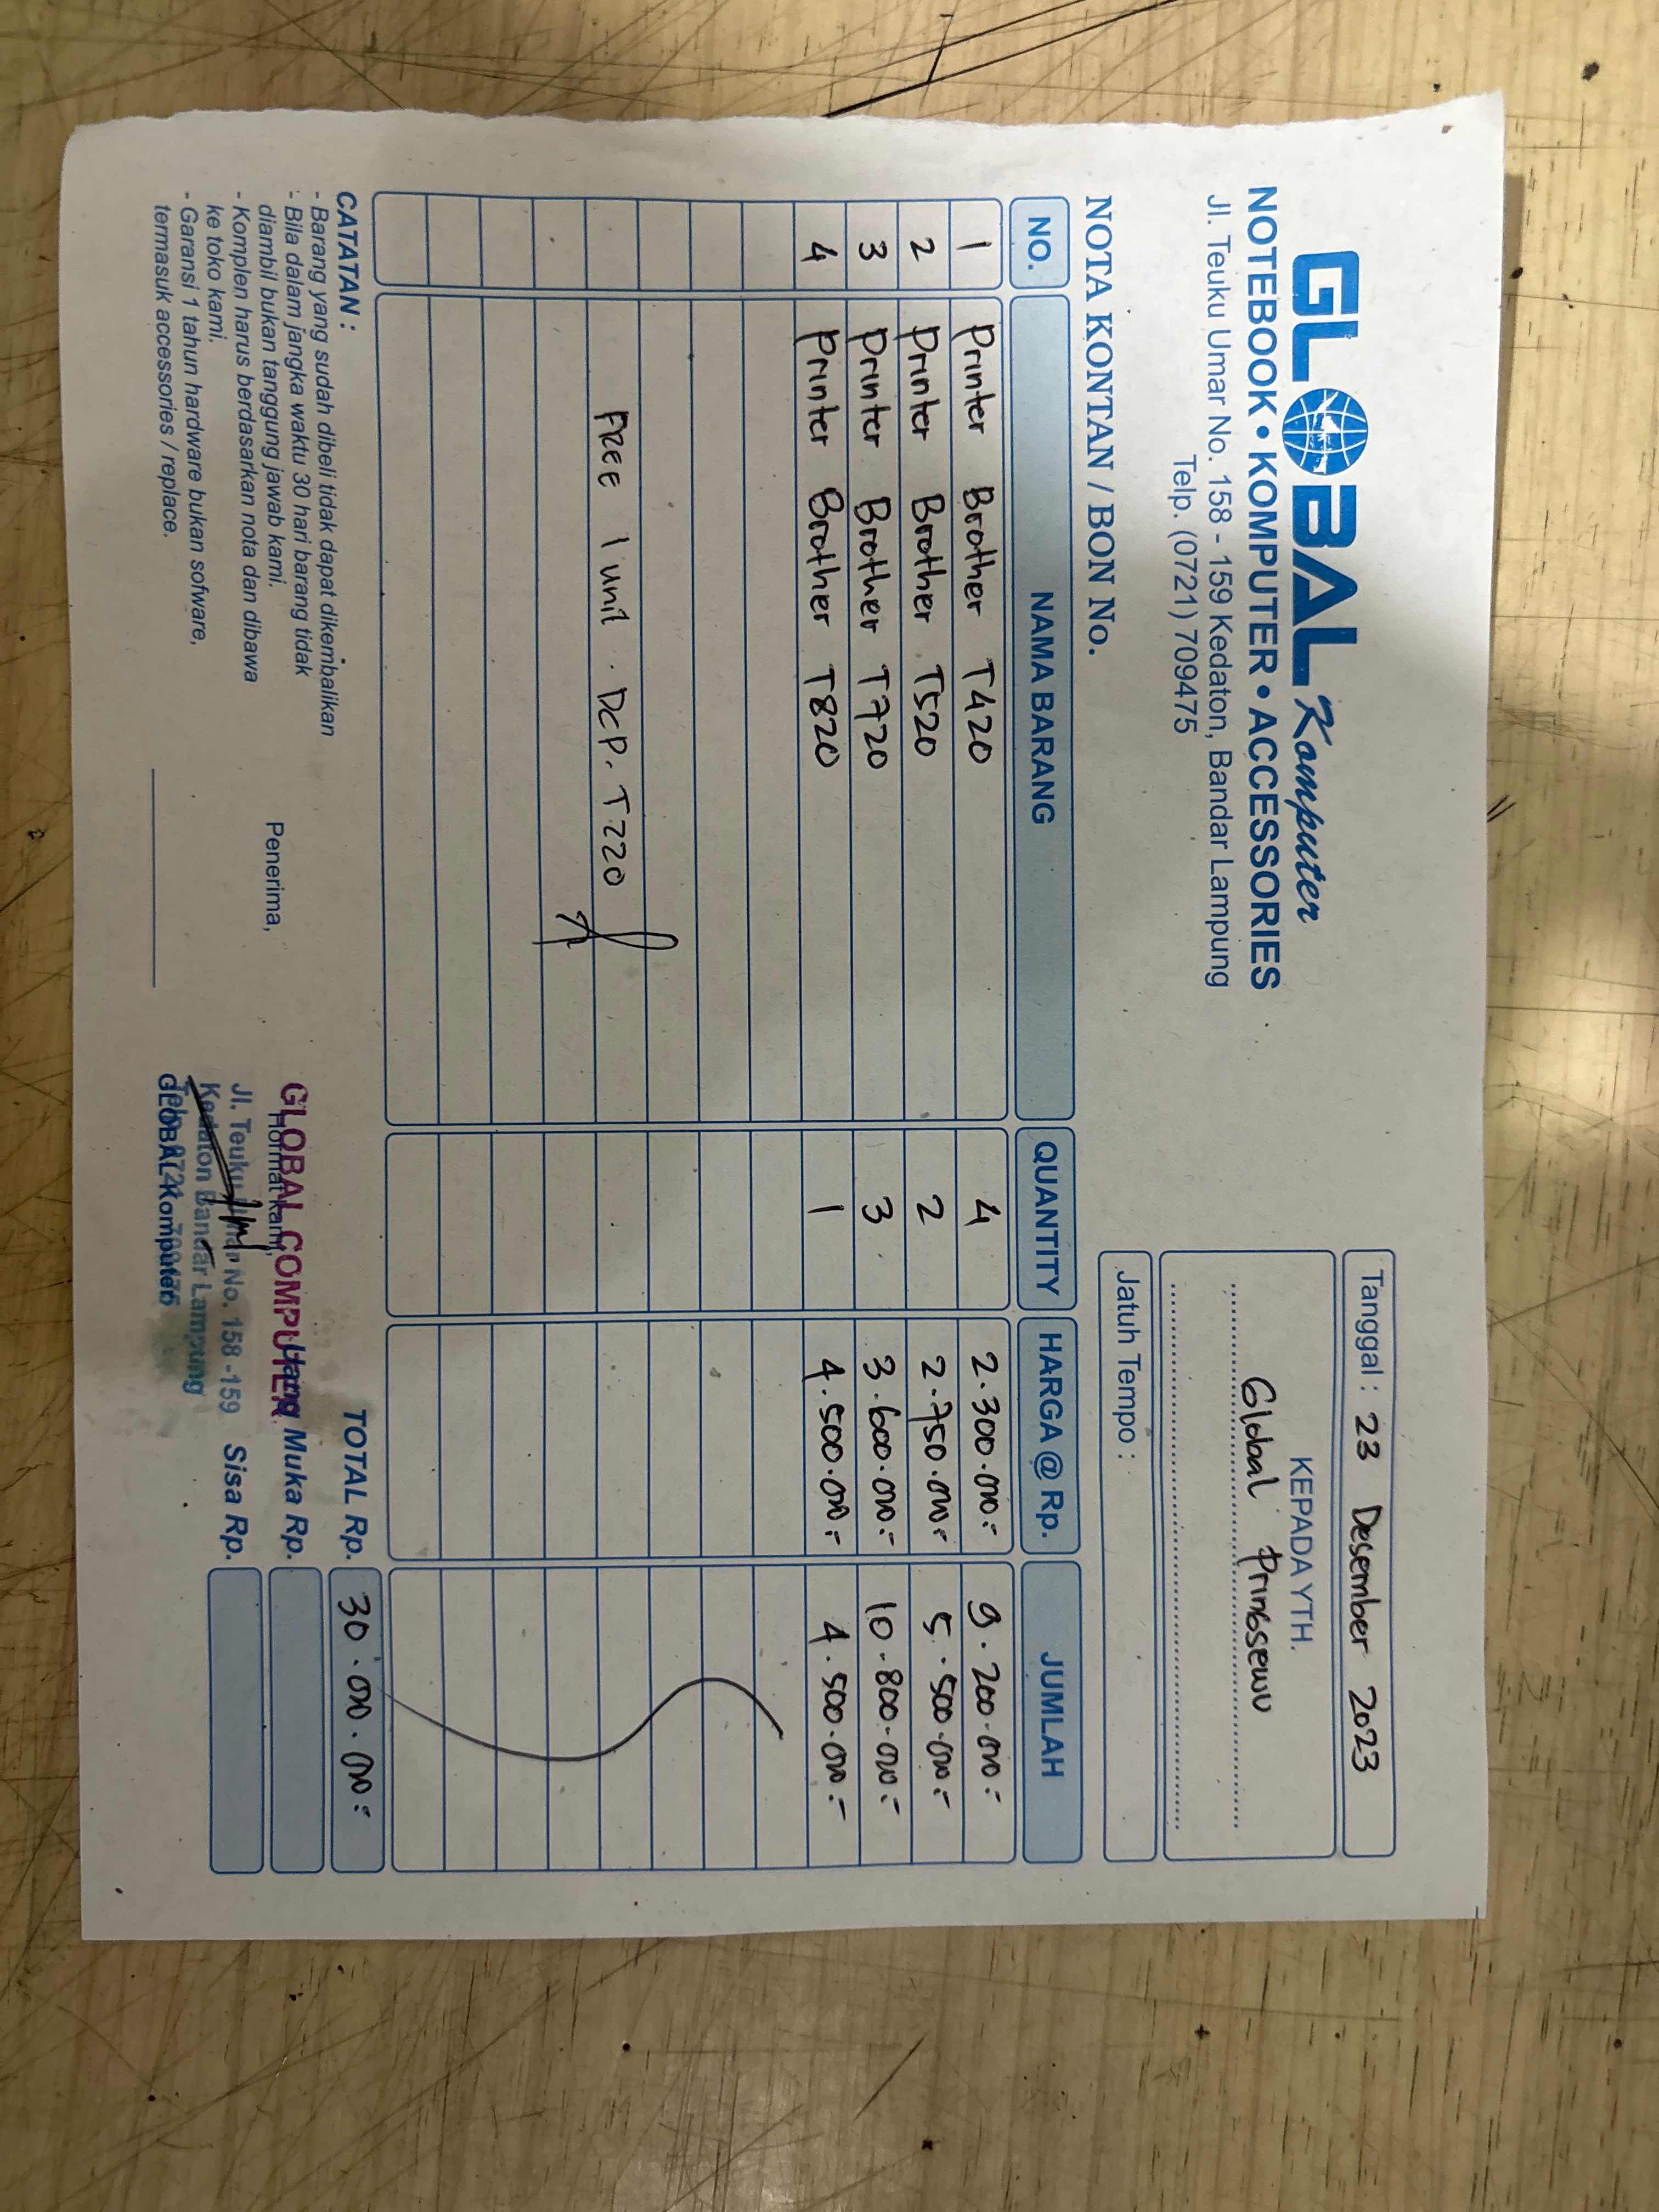 GLOBAL Komputer
NOTEBOOK • KOMPUTER • ACCESSORIES
Jl. Teuku Umar No. 158 - 159 Kedaton, Bandar Lampung
Telp. (0721) 709475
Tanggal : 23 Desember 2023
KEPADA YTH.
Global Pringsewu
Jatuh Tempo :
NOTA KONTAN / BON No.
NO. NAMA BARANG QUANTITY HARGA @ Rp. JUMLAH
1 Printer Brother T420 4 2.300.000.- 9.200.000.-
2 Printer Brother T520 2 2.750.000.- 5.500.000.-
3 Printer Brother T720 3 3.600.000.- 10.800.000.-
4 Printer Brother T820 1 4.500.000.- 4.500.000.-
FREE 1 unit . DCP. T220
TOTAL Rp. 30.000.000.-
Uang Muka Rp.
Sisa Rp.
CATATAN :
- Barang yang sudah dibeli tidak dapat dikembalikan
- Bila dalam jangka waktu 30 hari barang tidak
diambil bukan tanggung jawab kami.
- Komplen harus berdasarkan nota dan dibawa
ke toko kami.
- Garansi 1 tahun hardware bukan sofware,
termasuk accessories / replace.
Penerima,
Hormat kami,
GLOBAL COMPUTER
Jl. Teuku Umar No. 158 -159
Kedaton Bandar Lampung
GLOBAL Komputer